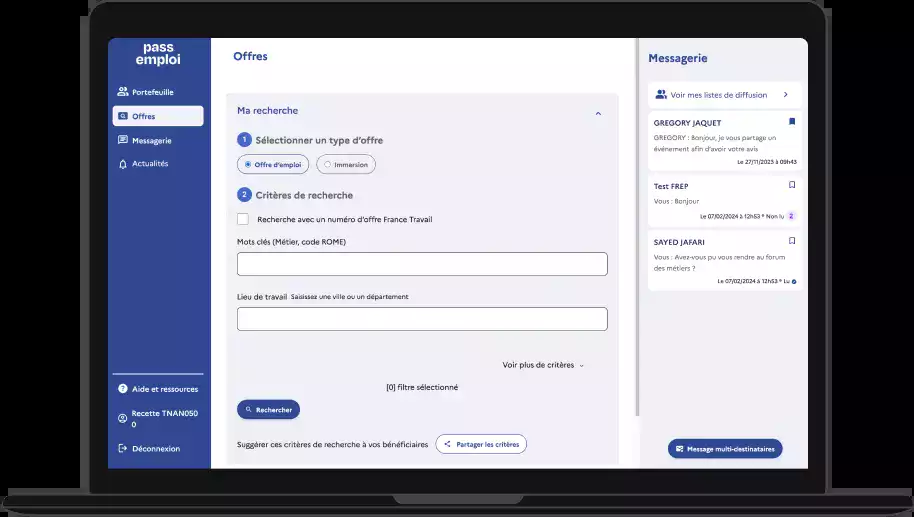 pass
emploi
Portefeuille
Offres
Messagerie
Actualités
Aide et ressources
Recette TNAN050
0
Déconnexion
Offres
Ma recherche
1 Sélectionner un type d'offre
Offre d'emploi Immersion
2 Critères de recherche
Recherche avec un numéro d'offre France Travail
Mots clés (Métier, code ROME)
Lieu de travail Saisissez une ville ou un département
Voir plus de critères
[0] filtre sélectionné
Rechercher
Suggérer ces critères de recherche à vos bénéficiaires Partager les critères
Messagerie
Voir mes listes de diffusion
GREGORY JAQUET
GREGORY : Bonjour, je vous partage un
événement afin d'avoir votre avis
Le 27/11/2023 à 09h43
Test FREP
Vous : Bonjour
Le 07/02/2024 à 12h53 • Non lu 2
SAYED JAFARI
Vous : Avez-vous pu vous rendre au forum
des métiers ?
Le 07/02/2024 à 12h53 • Lu
Message multi-destinataires